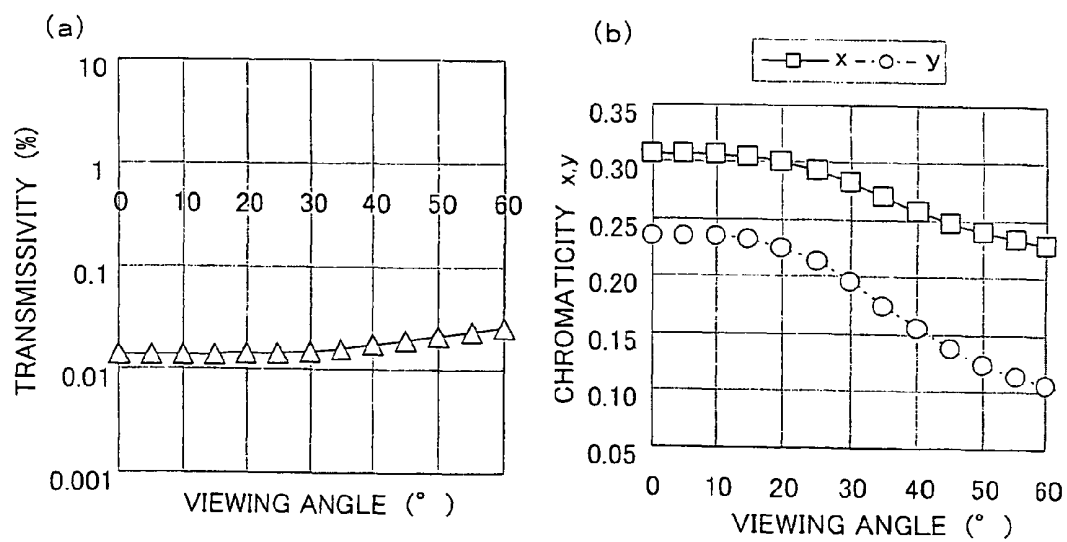 (a)
TRANSMISSIVITY (%)
10
1
0 10 20 30 40 50 60
0.1
0.01
0.001
VIEWING ANGLE (°)
(b)
x y
CHROMATICITY x,y
0.35
0.30
0.25
0.20
0.15
0.10
0.05
0 10 20 30 40 50 60
VIEWING ANGLE (°)